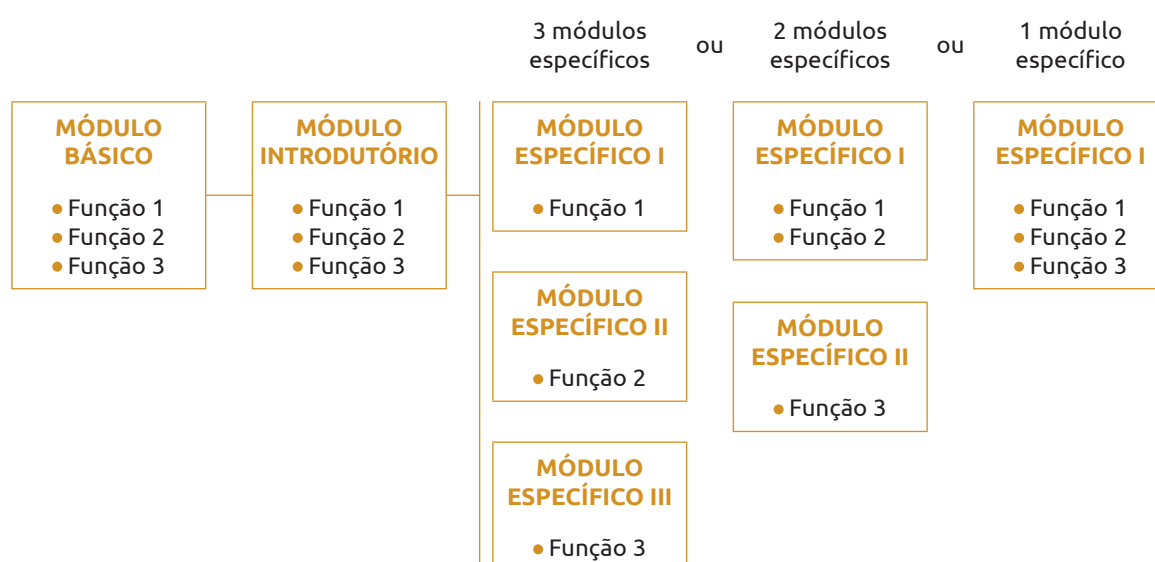 3 módulos
específicos
ou
2 módulos
específicos
ou
1 módulo
específico
MÓDULO
BÁSICO
• Função 1
• Função 2
• Função 3
MÓDULO
INTRODUTÓRIO
• Função 1
• Função 2
• Função 3
MÓDULO
ESPECÍFICO I
• Função 1
MÓDULO
ESPECÍFICO II
• Função 2
MÓDULO
ESPECÍFICO III
• Função 3
MÓDULO
ESPECÍFICO I
• Função 1
• Função 2
MÓDULO
ESPECÍFICO II
• Função 3
MÓDULO
ESPECÍFICO I
• Função 1
• Função 2
• Função 3